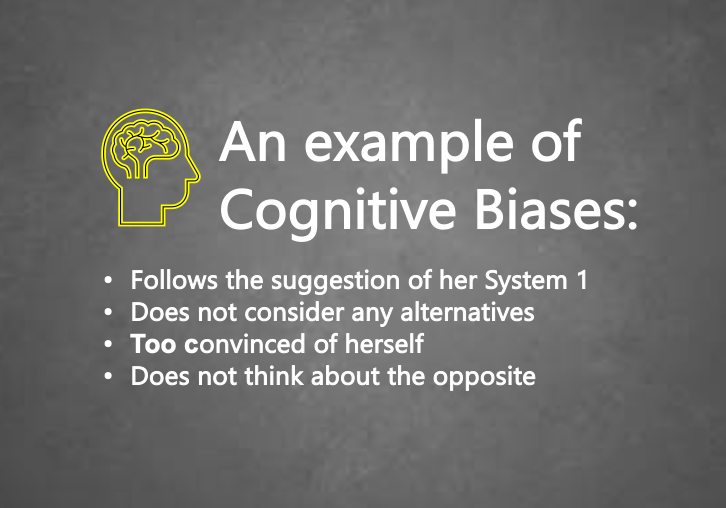 An example of
Cognitive Biases:
• Follows the suggestion of her System 1
• Does not consider any alternatives
• Too convinced of herself
• Does not think about the opposite